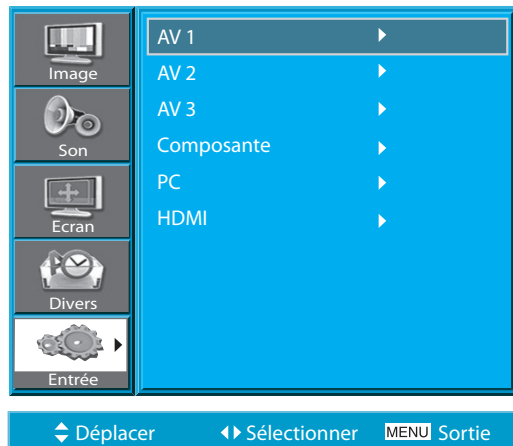 Image
Son
Ecran
Divers
Entrée
AV 1
AV 2
AV 3
Composante
PC
HDMI
Déplacer Sélectionner MENU Sortie